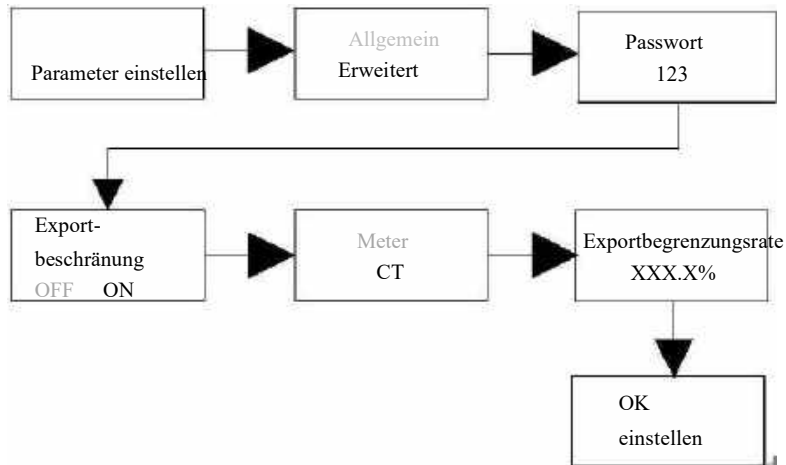 Parameter einstellen
Allgemein
Erweitert
Passwort
123
Export-
beschränung
OFF ON
Meter
CT
Exportbegrenzungsrate
XXX.X%
OK
einstellen